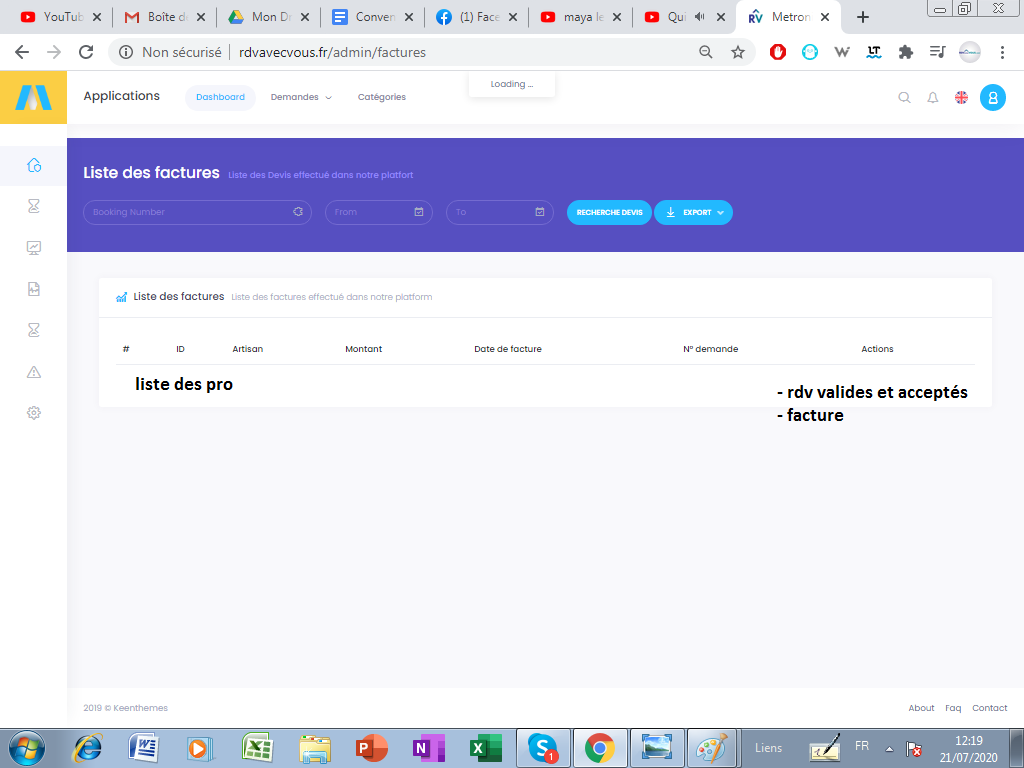 YouTub
Boîte d
Mon Dr
Conven
(1) Face
maya le
Qui
Metron
Non sécurisé
rdvavecvous.fr/admin/factures
Loading ...
Applications
Dashboard
Demandes
Catégories
Liste des factures
Liste des Devis effectué dans notre platfort
Booking Number
From
To
RECHERCHE DEVIS
EXPORT
Liste des factures
Liste des factures effectué dans notre platform
# ID Artisan Montant Date de facture N° demande Actions
liste des pro
- rdv valides et acceptés
- facture
2019 © Keenthemes
About Faq Contact
Liens
FR
12:19
21/07/2020